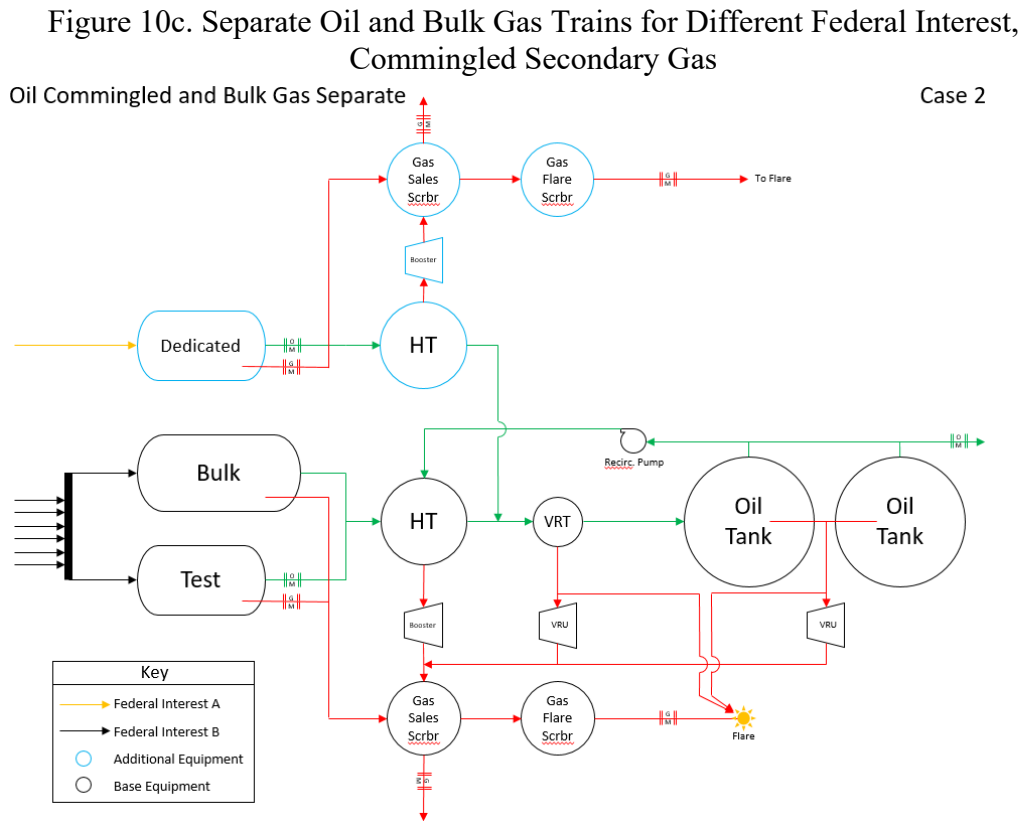 Figure 10c. Separate Oil and Bulk Gas Trains for Different Federal Interest,
Commingled Secondary Gas
Oil Commingled and Bulk Gas Separate
Case 2
G M
Gas
Sales
Scrbr
Gas
Flare
Scrbr
G
M
To Flare
Booster
Dedicated
O
M
G
M
HT
Recirc. Pump
O
M
Bulk
Test
O
M
G
M
HT
VRT
Oil
Tank
Oil
Tank
Booster
VRU
VRU
Gas
Sales
Scrbr
Gas
Flare
Scrbr
G
M
Flare
G M
Key
Federal Interest A
Federal Interest B
Additional Equipment
Base Equipment